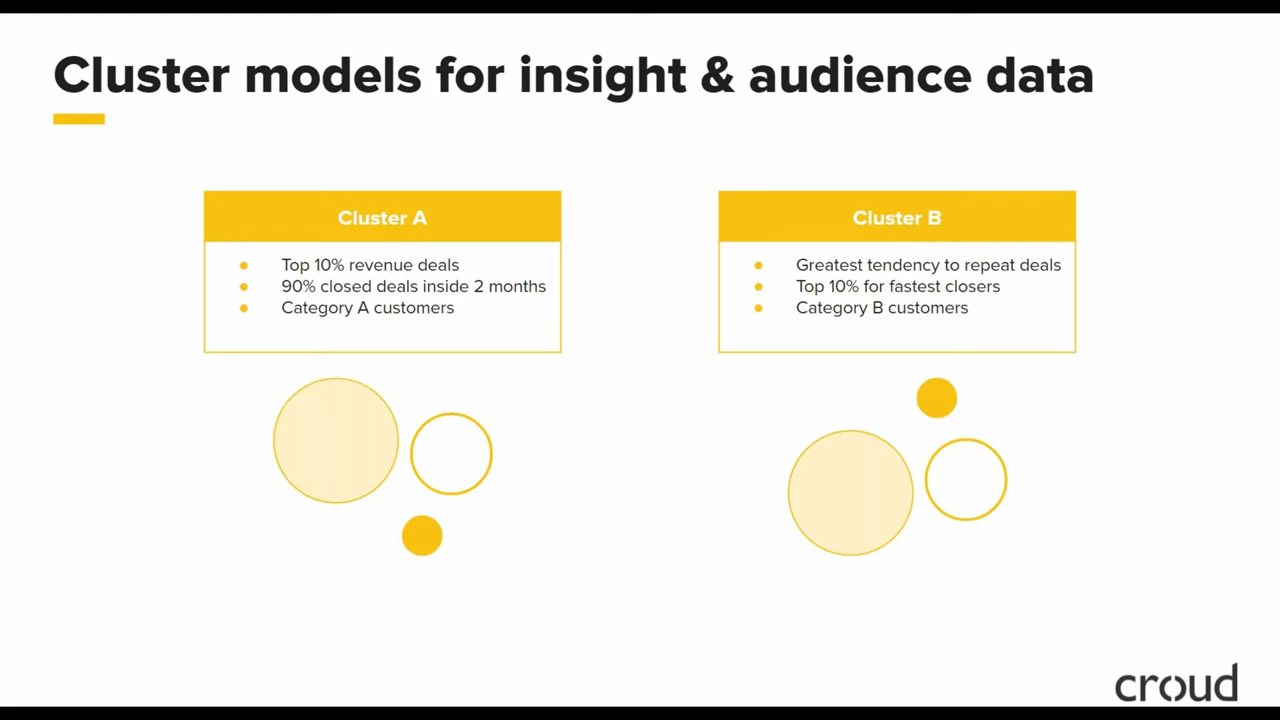 Cluster models for insight & audience data
Cluster A
● Top 10% revenue deals
● 90% closed deals inside 2 months
● Category A customers
Cluster B
● Greatest tendency to repeat deals
● Top 10% for fastest closers
● Category B customers
croud